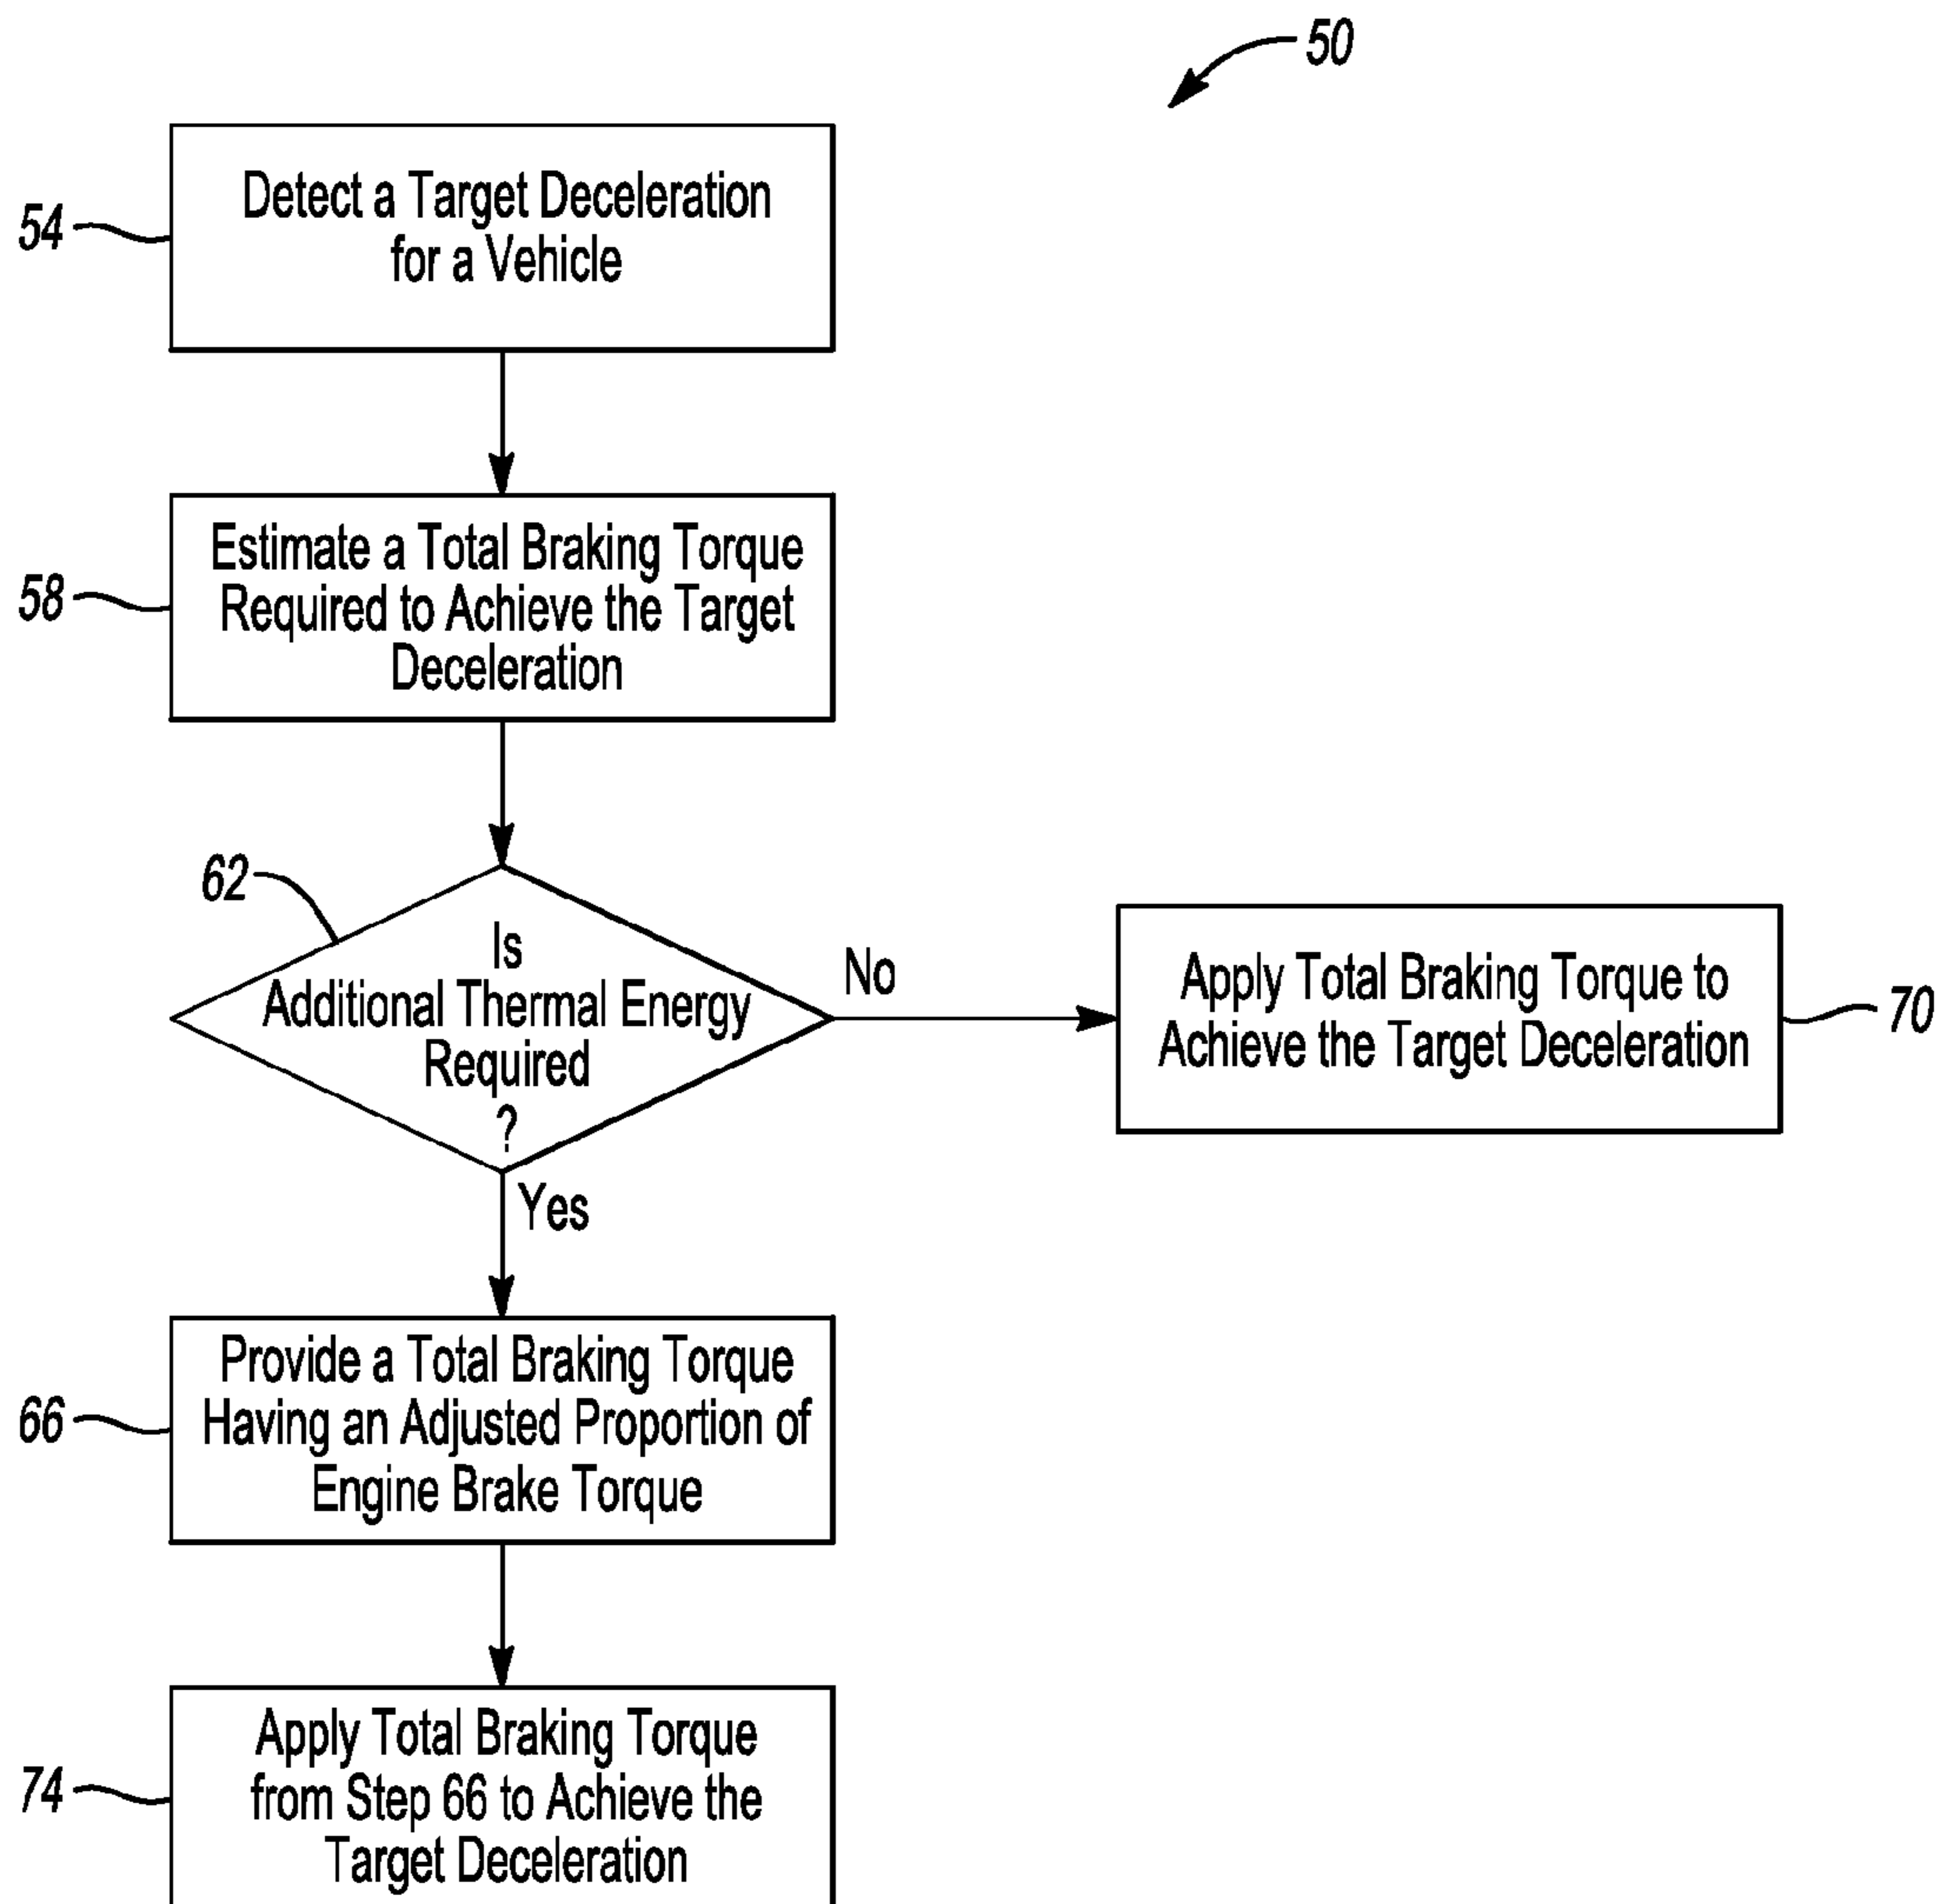 50
54
Detect a Target Deceleration
for a Vehicle
58
Estimate a Total Braking Torque
Required to Achieve the Target
Deceleration
62
Is
Additional Thermal Energy
Required
?
No
Apply Total Braking Torque to
Achieve the Target Deceleration
70
Yes
66
Provide a Total Braking Torque
Having an Adjusted Proportion of
Engine Brake Torque
74
Apply Total Braking Torque
from Step 66 to Achieve the
Target Deceleration